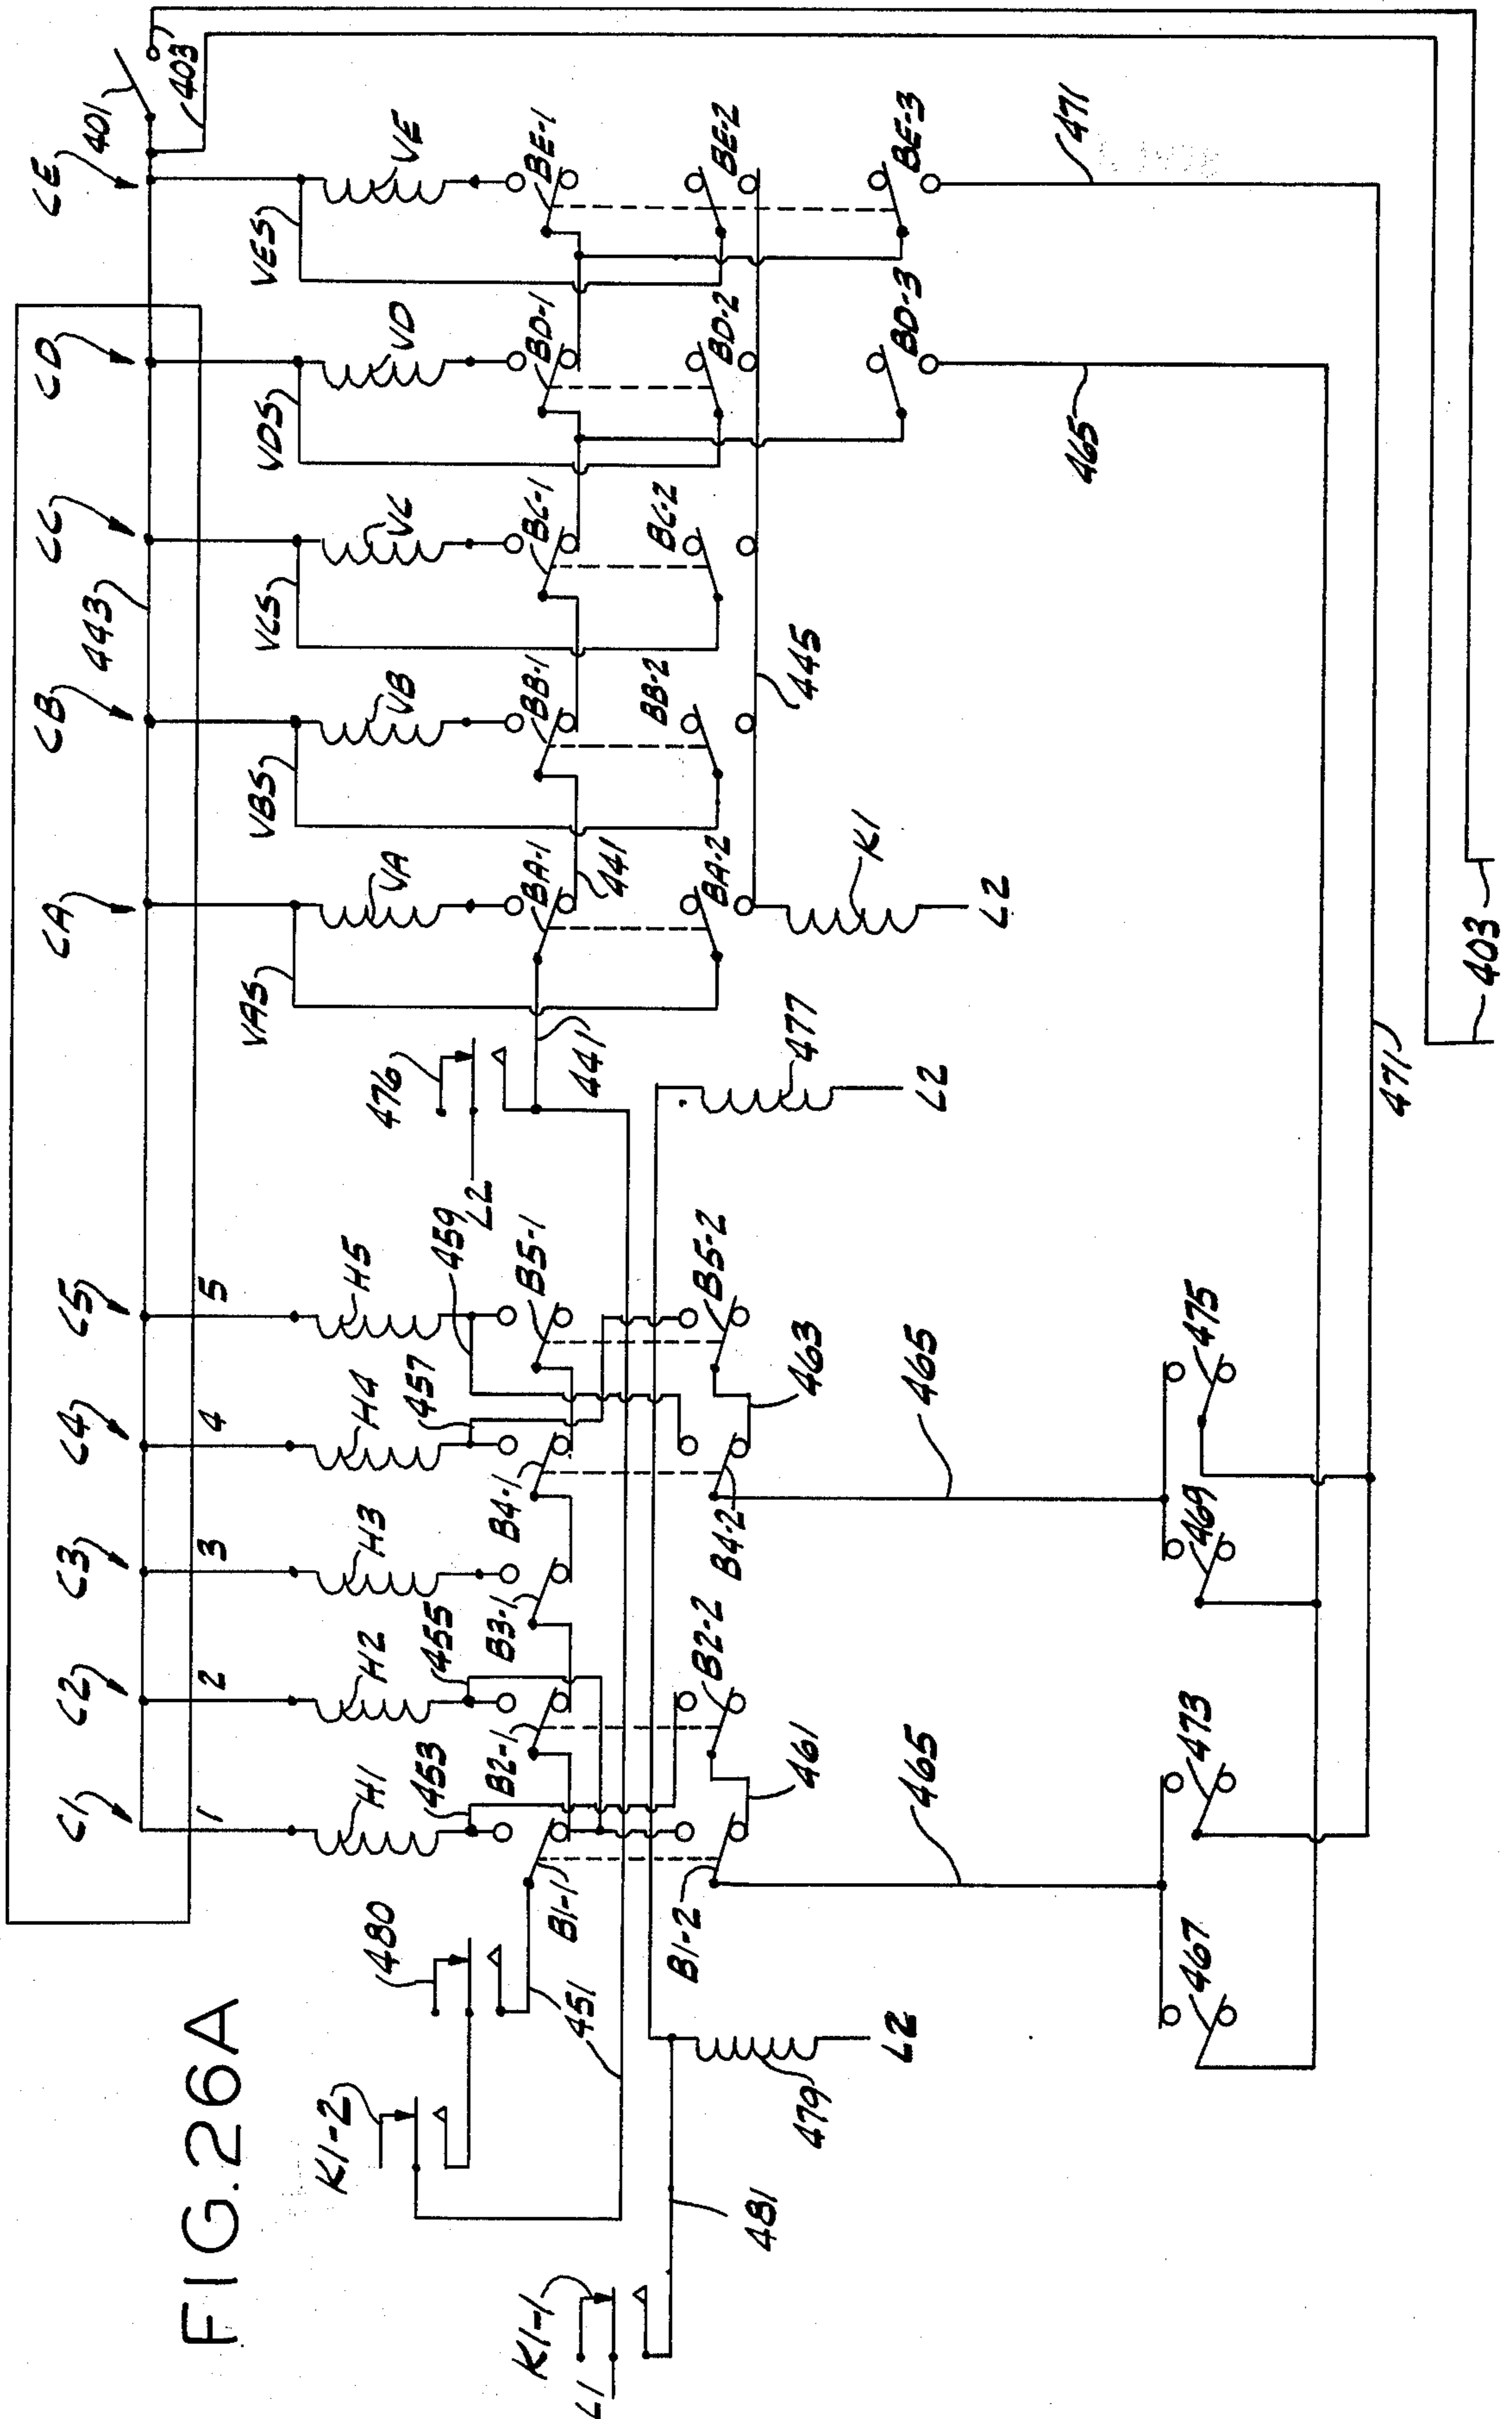 FIG.26A
C1
C2
C3
C4
C5
CA
CB
443
CC
CD
CE
401
403
1
2
3
4
5
H1
H2
H3
H4
H5
VAS
VA
VBS
VB
VCS
VC
VDS
VD
VES
VE
453
455
457
459
K1-2
480
476
L2
K1-1
L1
451
B1-1
B2-1
B3-1
B4-1
B5-1
441
BA-1
441
BB-1
BC-1
BD-1
BE-1
481
479
L2
B1-2
461
B2-2
B4-2
463
B5-2
477
L2
BA-2
K1
L2
BB-2
445
BC-2
BD-2
BE-2
BD-3
BE-3
465
465
465
471
467
473
469
475
471
403